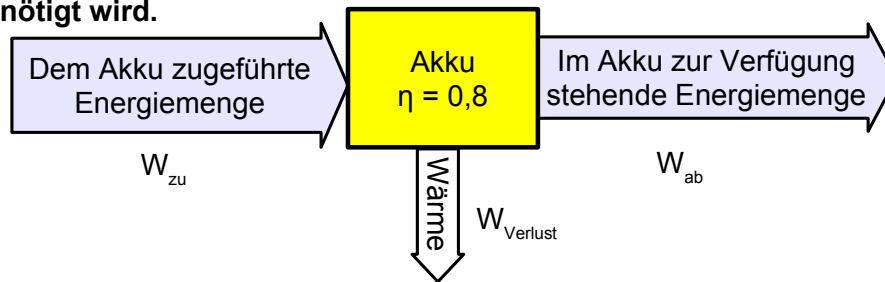 nötigt wird.
Dem Akku zugeführte
Energiemenge
Akku
η = 0,8
Im Akku zur Verfügung
stehende Energiemenge
W_zu
Wärme
W_ab
W_Verlust